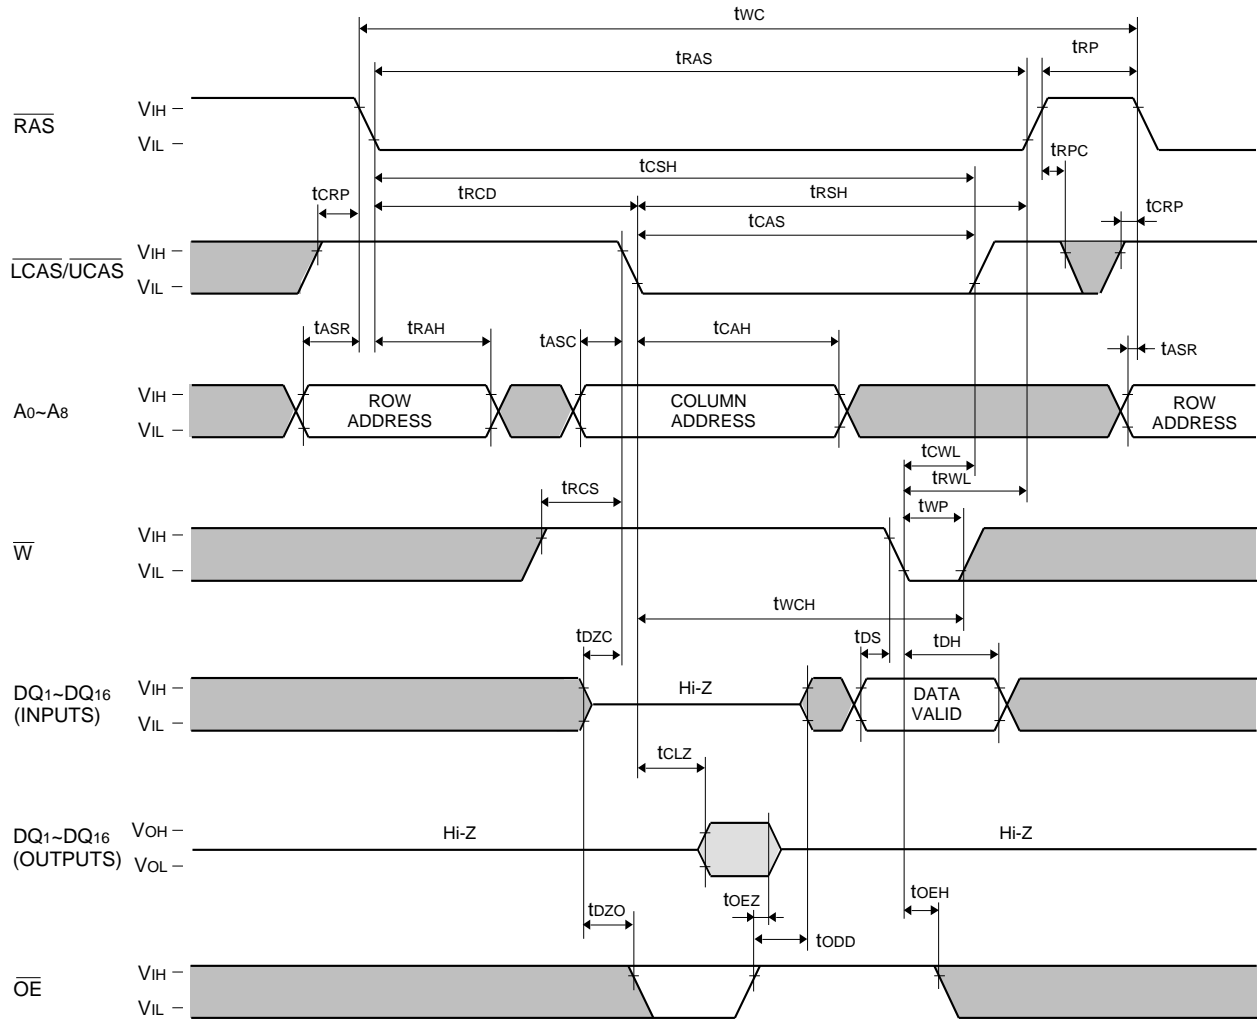 tWC
tRAS
tRP
RAS
VIH
VIL
tCSH
tRPC
tCRP
tRCD
tRSH
tCRP
tCAS
LCAS/UCAS
VIH
VIL
tASR
tRAH
tASC
tCAH
tASR
A0~A8
VIH
VIL
ROW
ADDRESS
COLUMN
ADDRESS
ROW
ADDRESS
tCWL
tRWL
tRCS
tWP
W
VIH
VIL
tWCH
tDZC
tDS
tDH
DQ1~DQ16
(INPUTS)
VIH
VIL
Hi-Z
DATA
VALID
tCLZ
DQ1~DQ16
(OUTPUTS)
VOH
VOL
Hi-Z
Hi-Z
tDZO
tOEZ
tODD
tOEH
OE
VIH
VIL